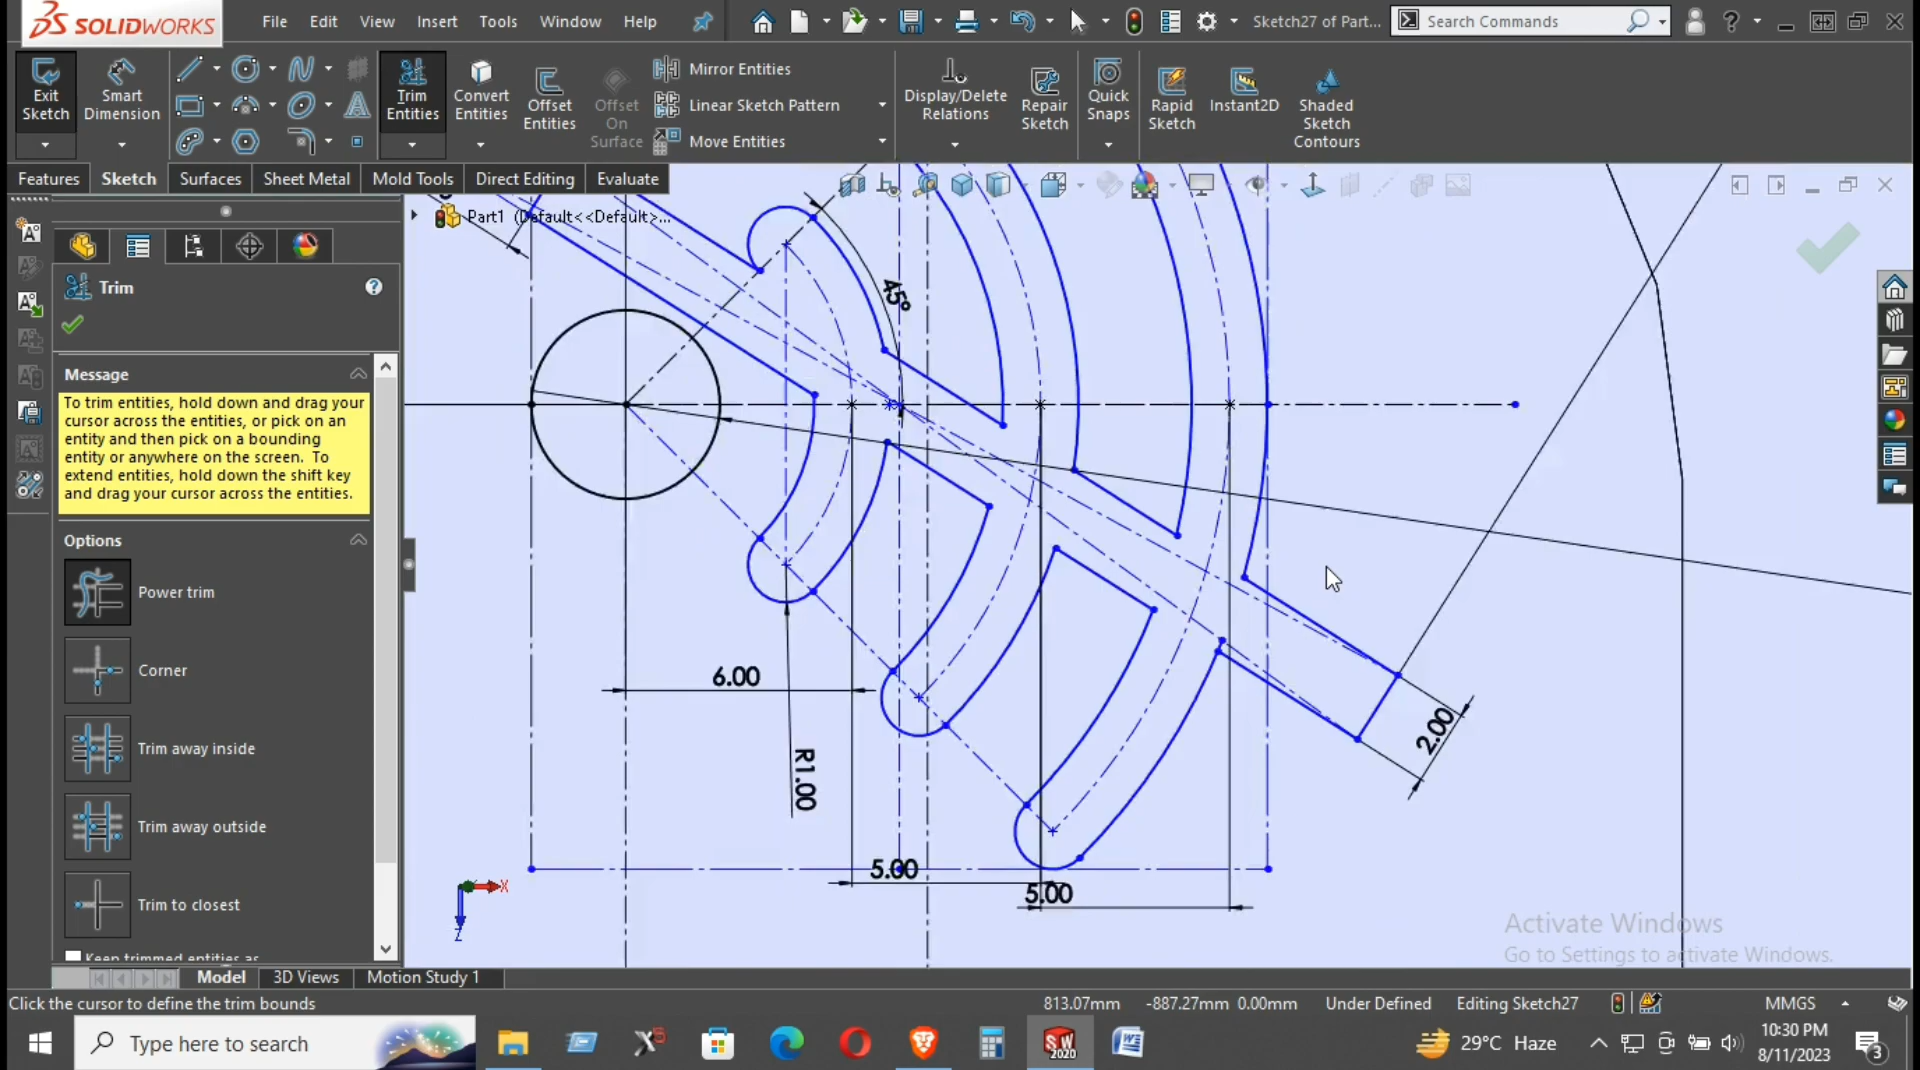 SOLIDWORKS
File Edit View Insert Tools Window Help
Sketch27 of Part...
Search Commands
Exit Sketch
Smart Dimension
Trim Entities
Convert Entities
Offset Entities
Offset On Surface
Mirror Entities
Linear Sketch Pattern
Move Entities
Display/Delete Relations
Repair Sketch
Quick Snaps
Rapid Sketch
Instant2D
Shaded Sketch Contours
Features Sketch Surfaces Sheet Metal Mold Tools Direct Editing Evaluate
Part1 (Default<<Default>...
Trim
Message
To trim entities, hold down and drag your
cursor across the entities, or pick on an
entity and then pick on a bounding
entity or anywhere on the screen. To
extend entities, hold down the shift key
and drag your cursor across the entities.
Options
Power trim
Corner
Trim away inside
Trim away outside
Trim to closest
Keep trimmed entities as
45°
6.00
R1.00
5.00
5.00
2.00
X
Z
Activate Windows
Go to Settings to activate Windows.
Model 3D Views Motion Study 1
Click the cursor to define the trim bounds
813.07mm -887.27mm 0.00mm Under Defined Editing Sketch27 MMGS
Type here to search
SW
2020
29°C Haze
10:30 PM
8/11/2023
3